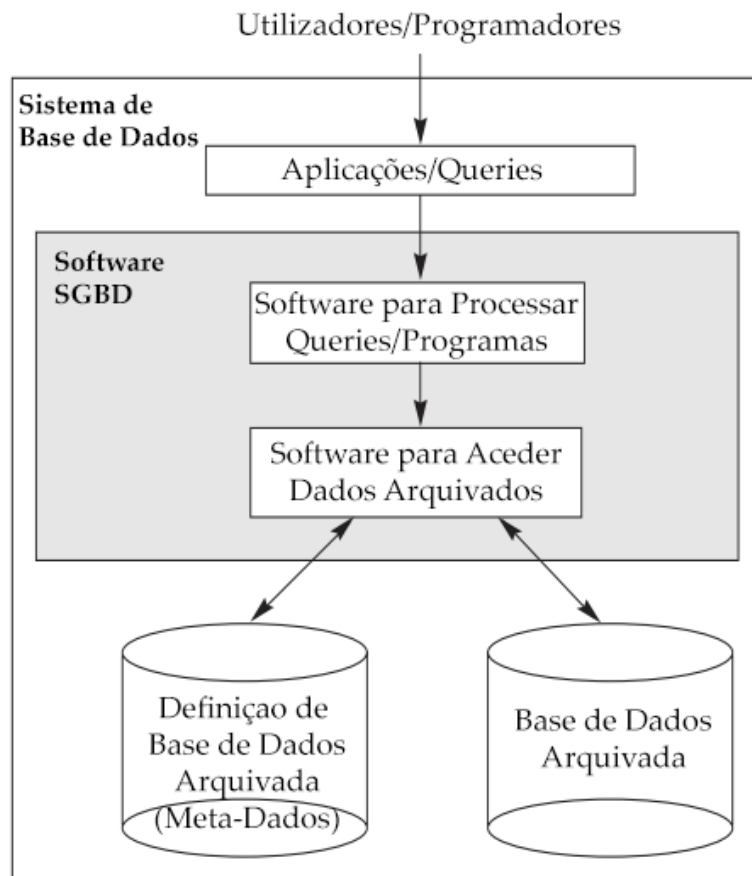 Utilizadores/Programadores
Sistema de
Base de Dados
Aplicações/Queries
Software
SGBD
Software para Processar
Queries/Programas
Software para Aceder
Dados Arquivados
Definiçao de
Base de Dados
Arquivada
(Meta-Dados)
Base de Dados
Arquivada